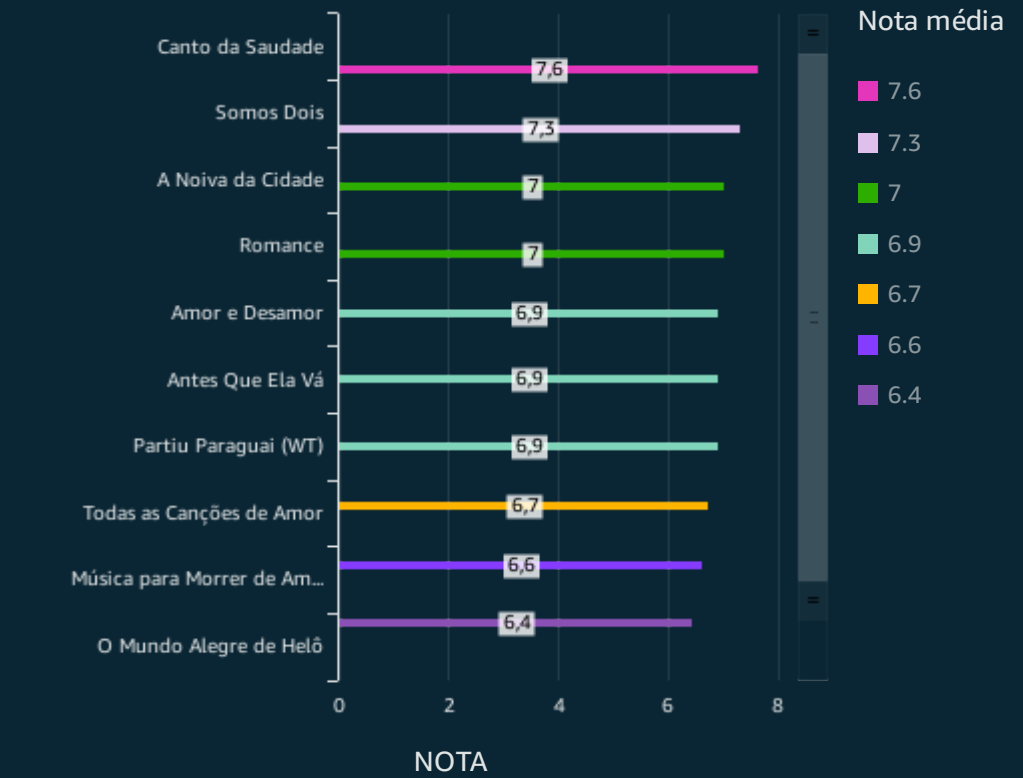 Nota média
Canto da Saudade
7,6
7.6
Somos Dois
7,3
7.3
A Noiva da Cidade
7
7
Romance
7
6.9
Amor e Desamor
6,9
6.7
Antes Que Ela Vá
6,9
6.6
Partiu Paraguai (WT)
6,9
6.4
Todas as Canções de Amor
6,7
Música para Morrer de Am...
6,6
O Mundo Alegre de Helô
6,4
0 2 4 6 8
NOTA